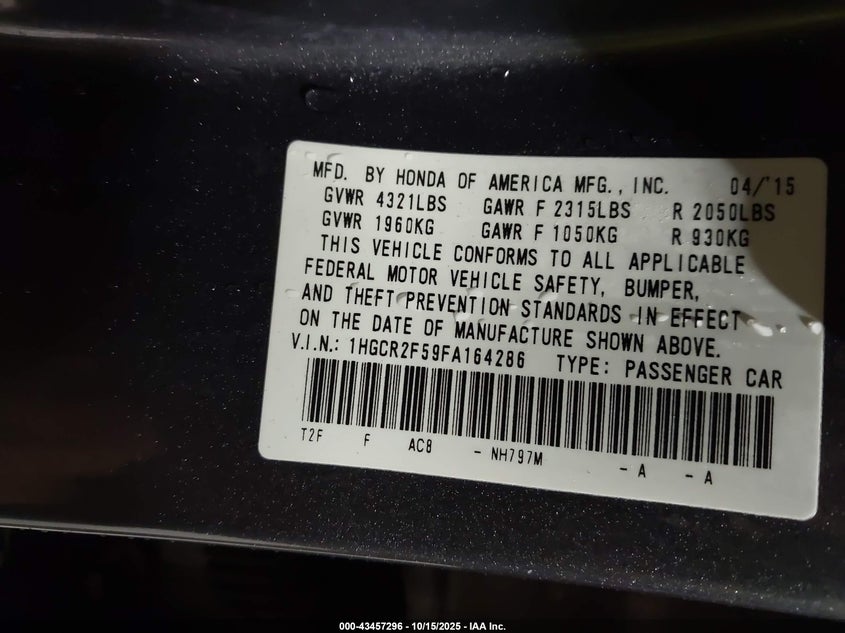 MFD. BY HONDA OF AMERICA MFG., INC. 04/'15
GVWR 4321LBS GAWR F 2315LBS R 2050LBS
GVWR 1960KG GAWR F 1050KG R 930KG
THIS VEHICLE CONFORMS TO ALL APPLICABLE
FEDERAL MOTOR VEHICLE SAFETY, BUMPER,
AND THEFT PREVENTION STANDARDS IN EFFECT
ON THE DATE OF MANUFACTURE SHOWN ABOVE.
V.I.N.: 1HGCR2F59FA164286 TYPE: PASSENGER CAR
T2F F AC8 - NH797M - A - A
000-43457296 - 10/15/2025 - IAA Inc.